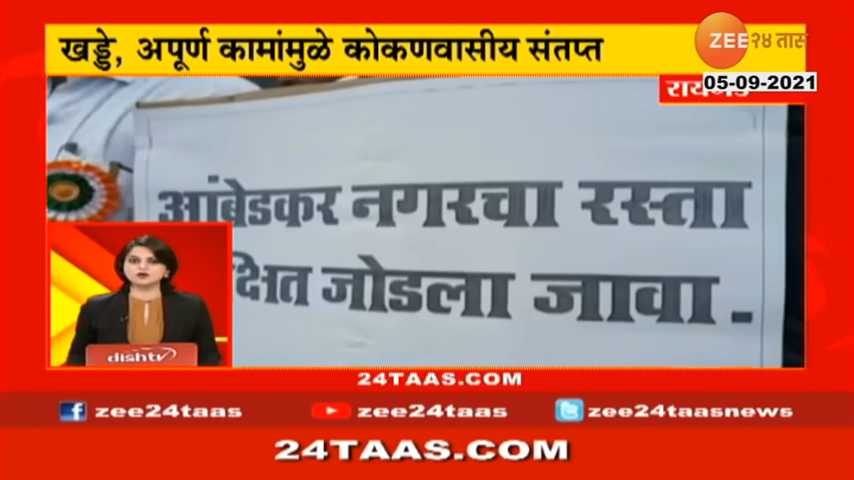 खड्डे, अपूर्ण कामांमुळे कोकणवासीय संतप्त
ZEE २४ तास
05-09-2021
आंबेडकर नगरचा रस्ता
क्षित जोडला जावा.
dishtv
24TAAS.COM
zee24taas zee24taas zee24taasnews
24TAAS.COM